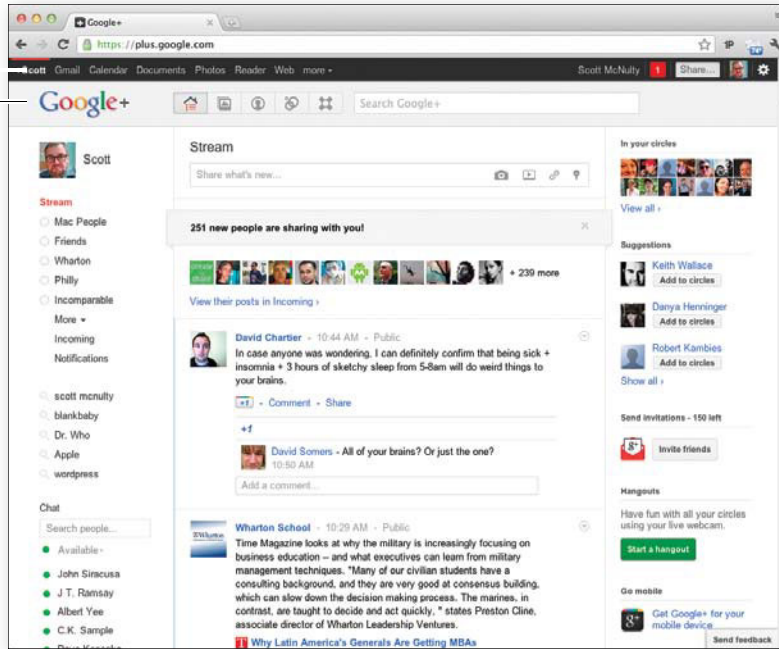 Google+
https://plus.google.com
Scott Gmail Calendar Documents Photos Reader Web more
Scott McNulty 1 Share...
Google+
Search Google+
Scott
Stream
Mac People
Friends
Wharton
Philly
Incomparable
More
Incoming
Notifications
scott mcnulty
blankbaby
Dr. Who
Apple
wordpress
Chat
Search people...
Available
John Siracusa
J T. Ramsay
Albert Yee
C.K. Sample
Stream
Share what's new...
251 new people are sharing with you!
+ 239 more
View their posts in Incoming ›
David Chartier - 10:44 AM - Public
In case anyone was wondering, I can definitely confirm that being sick +
insomnia + 3 hours of sketchy sleep from 5-8am will do weird things to
your brains.
+1 - Comment - Share
+1
David Somers - All of your brains? Or just the one?
10:50 AM
Add a comment...
Wharton School - 10:29 AM - Public
Time Magazine looks at why the military is increasingly focusing on
business education – and what executives can learn from military
management techniques. "Many of our civilian students have a
consulting background, and they are very good at consensus building,
which can slow down the decision making process. The marines, in
contrast, are taught to decide and act quickly, " states Preston Cline,
associate director of Wharton Leadership Ventures.
Why Latin America's Generals Are Getting MBAs
In your circles
View all ›
Suggestions
Keith Wallace
Add to circles
Danya Henninger
Add to circles
Robert Kambies
Add to circles
Show all ›
Send invitations - 150 left
Invite friends
Hangouts
Have fun with all your circles
using your live webcam.
Start a hangout
Go mobile
Get Google+ for your
mobile device
Send feedback